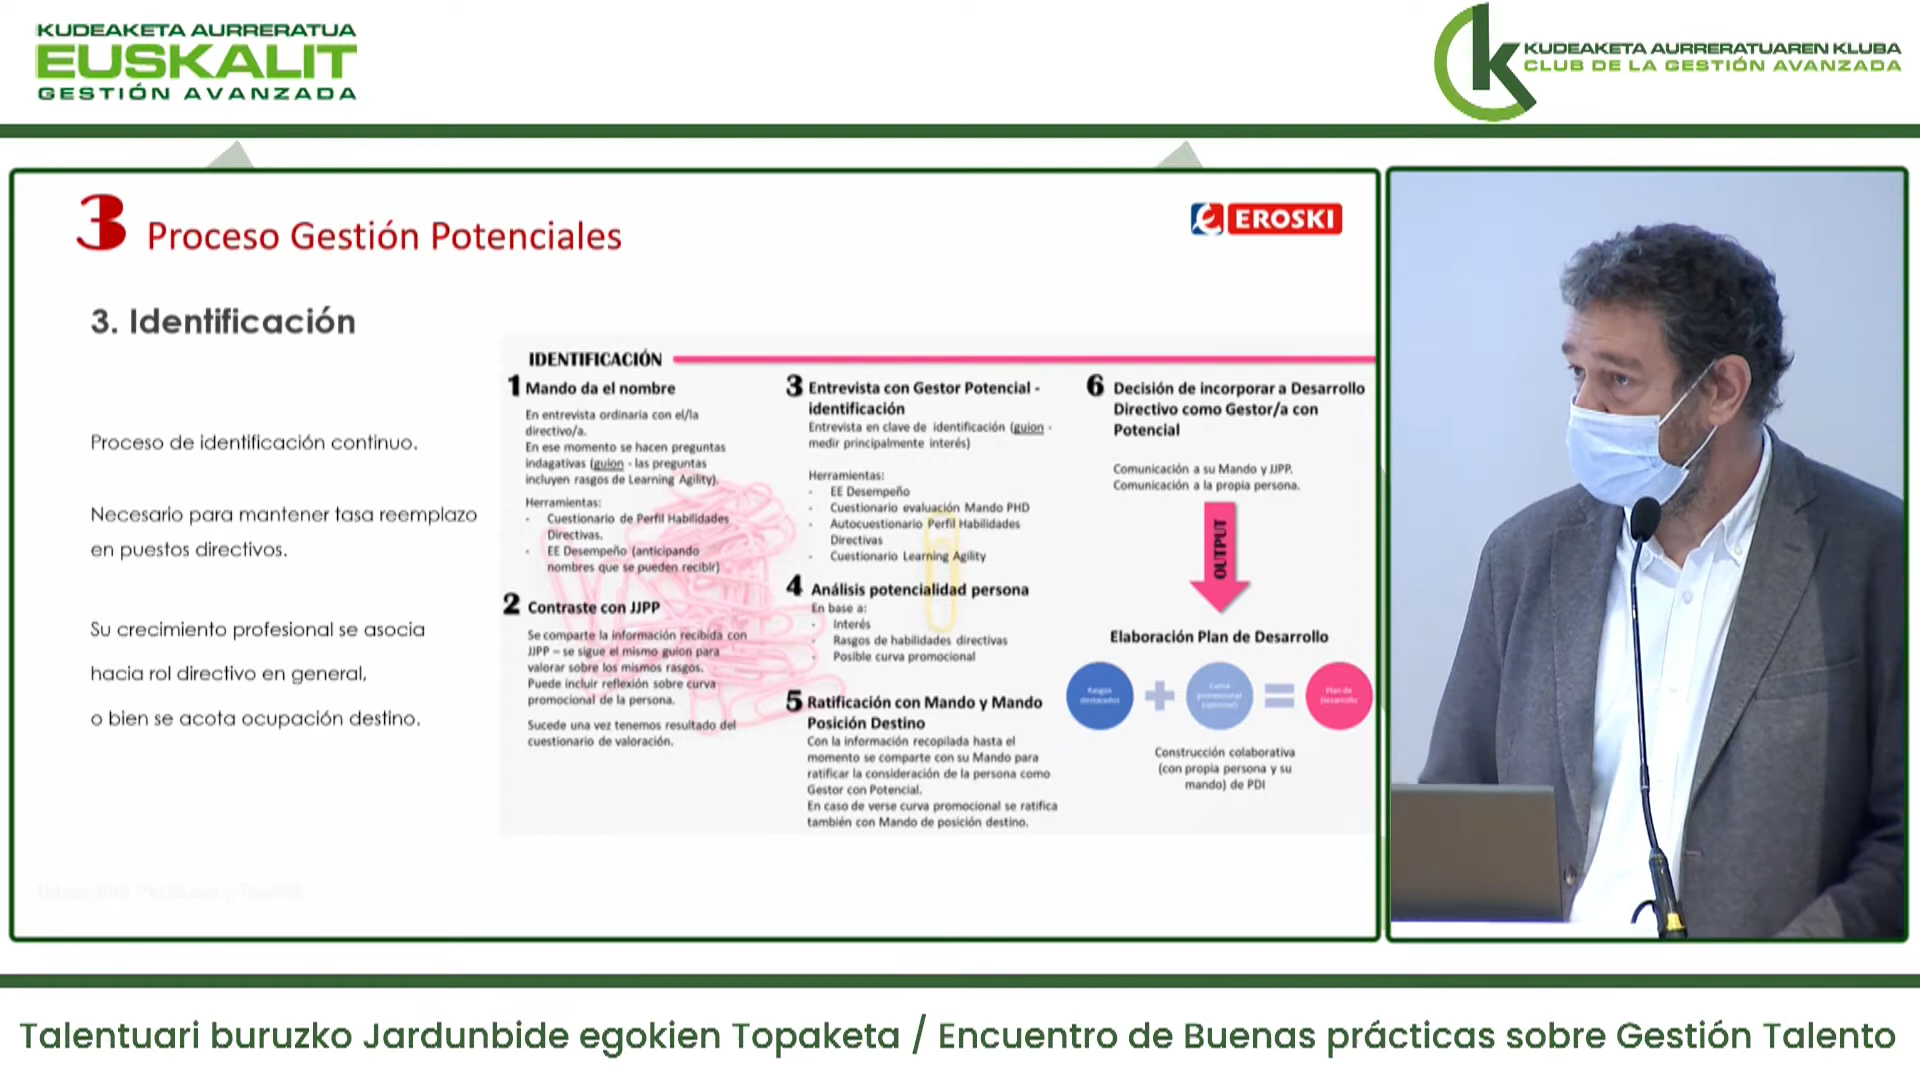 KUDEAKETA AURRERATUA
EUSKALIT
GESTIÓN AVANZADA
KUDEAKETA AURRERATUAREN KLUBA
CLUB DE LA GESTIÓN AVANZADA
3 Proceso Gestión Potenciales
EROSKI
3. Identificación
Proceso de identificación continuo.
Necesario para mantener tasa reemplazo
en puestos directivos.
Su crecimiento profesional se asocia
hacia rol directivo en general,
o bien se acota ocupación destino.
IDENTIFICACIÓN
1 Mando da el nombre
En entrevista ordinaria con el/la
directivo/a.
En ese momento se hacen preguntas
indagativas (guion - las preguntas
incluyen rasgos de Learning Agility).
Herramientas:
- Cuestionario de Perfil Habilidades
Directivas.
- EE Desempeño (anticipando
nombres que se pueden recibir)
2 Contraste con JJPP
Se comparte la información recibida con
JJPP – se sigue el mismo guion para
valorar sobre los mismos rasgos.
Puede incluir reflexión sobre curva
promocional de la persona.
Sucede una vez tenemos resultado del
cuestionario de valoración.
3 Entrevista con Gestor Potencial -
identificación
Entrevista en clave de identificación (guion -
medir principalmente interés)
Herramientas:
- EE Desempeño
- Cuestionario evaluación Mando PHD
- Autocuestionario Perfil Habilidades
Directivas
- Cuestionario Learning Agility
4 Análisis potencialidad persona
En base a:
- Interés
- Rasgos de habilidades directivas
- Posible curva promocional
5 Ratificación con Mando y Mando
Posición Destino
Con la información recopilada hasta el
momento se comparte con su Mando para
ratificar la consideración de la persona como
Gestor con Potencial.
En caso de verse curva promocional se ratifica
también con Mando de posición destino.
6 Decisión de incorporar a Desarrollo
Directivo como Gestor/a con
Potencial
Comunicación a su Mando y JJPP.
Comunicación a la propia persona.
OUTPUT
Elaboración Plan de Desarrollo
Rasgos
destacados
Curva
promocional
(opcional)
Plan de
Desarrollo
Construcción colaborativa
(con propia persona y su
mando) de PDI
Talentuari buruzko Jardunbide egokien Topaketa / Encuentro de Buenas prácticas sobre Gestión Talento